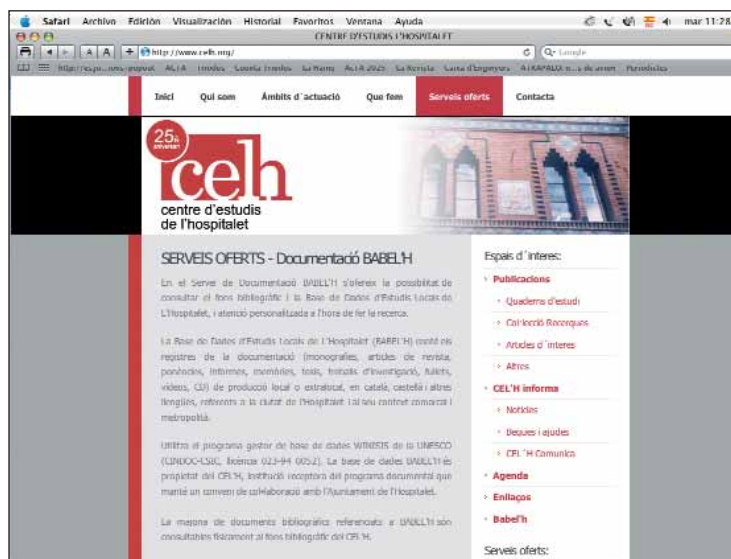 Safari Archivo Edición Visualización Historial Favoritos Ventana Ayuda
mar 11:28
CENTRE D'ESTUDIS L'HOSPITALET
A A + http://www.celh.org/
Google
Inici Qui som Àmbits d´actuació Que fem Serveis oferts Contacta
25è
aniversari
celh
centre d'estudis
de l'hospitalet
SERVEIS OFERTS - Documentació BABEL'H
En el Servei de Documentació BABEL'H s'ofereix la possibilitat de
consultar el fons bibliogràfic i la Base de Dades d'Estudis Locals de
L'Hospitalet, i atenció personalitzada a l'hora de fer la recerca.
La Base de Dades d'Estudis Locals de L'Hospitalet (BABEL'H) conté els
registres de la documentació (monografies, articles de revista,
ponències, informes, memòries, tesis, treballs d'investigació, fullets,
vídeos, CD) de producció local o extralocal, en català, castellà i altres
llengües, referents a la ciutat de l'Hospitalet i al seu context comarcal i
metropolità.
Utilitza el programa gestor de base de dades WINISIS de la UNESCO
(CINDOC-CSIC, llicència 023-94 0052). La base de dades BABEL'H és
propietat del CEL'H, institució receptora del programa documental que
manté un conveni de col·laboració amb l'Ajuntament de l'Hospitalet.
La majoria de documents bibliogràfics referenciats a BABEL'H són
consultables físicament al fons bibliogràfic del CEL'H.
Espais d´interes:
Publicacions
Quaderns d'estudi
Col·lecció Recerques
Articles d´interes
Altres
CEL'H informa
Noticies
Beques i ajudes
CEL´H Comunica
Agenda
Enllaços
Babel'h
Serveis oferts: